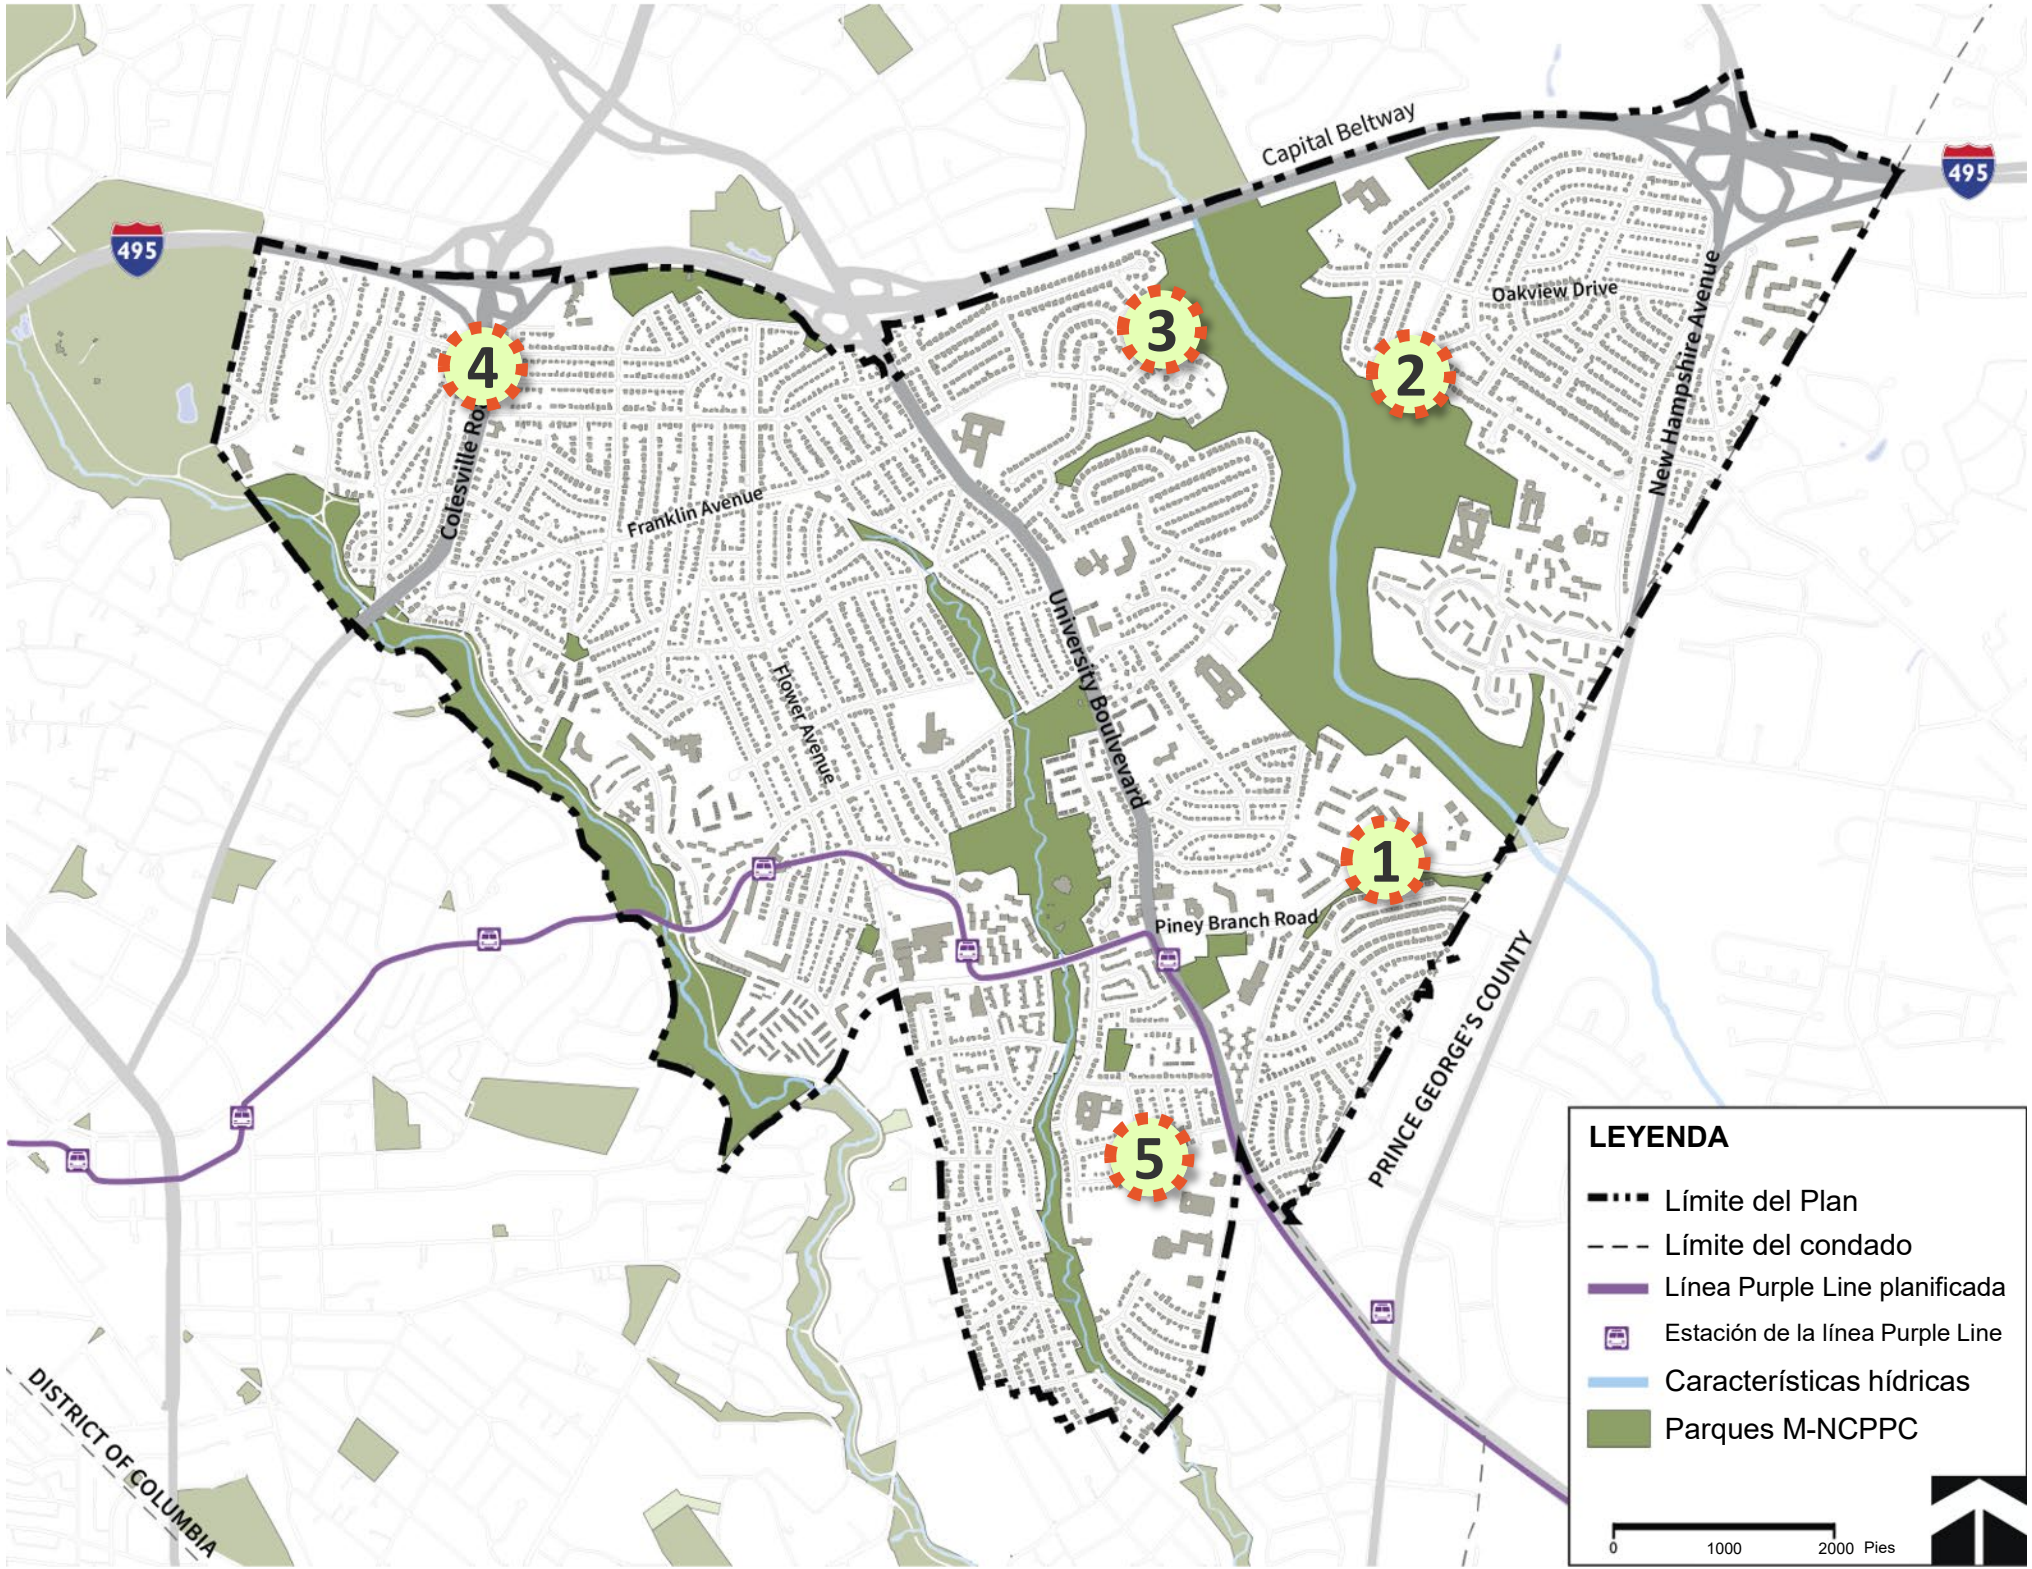 Capital Beltway
495
495
Oakview Drive
New Hampshire Avenue
3
2
4
Colesville Ro
Franklin Avenue
University Boulevard
Flower Avenue
1
Piney Branch Road
PRINCE GEORGE'S COUNTY
5
DISTRICT OF COLUMBIA
LEYENDA
Límite del Plan
Límite del condado
Línea Purple Line planificada
Estación de la línea Purple Line
Características hídricas
Parques M-NCPPC
0 1000 2000 Pies